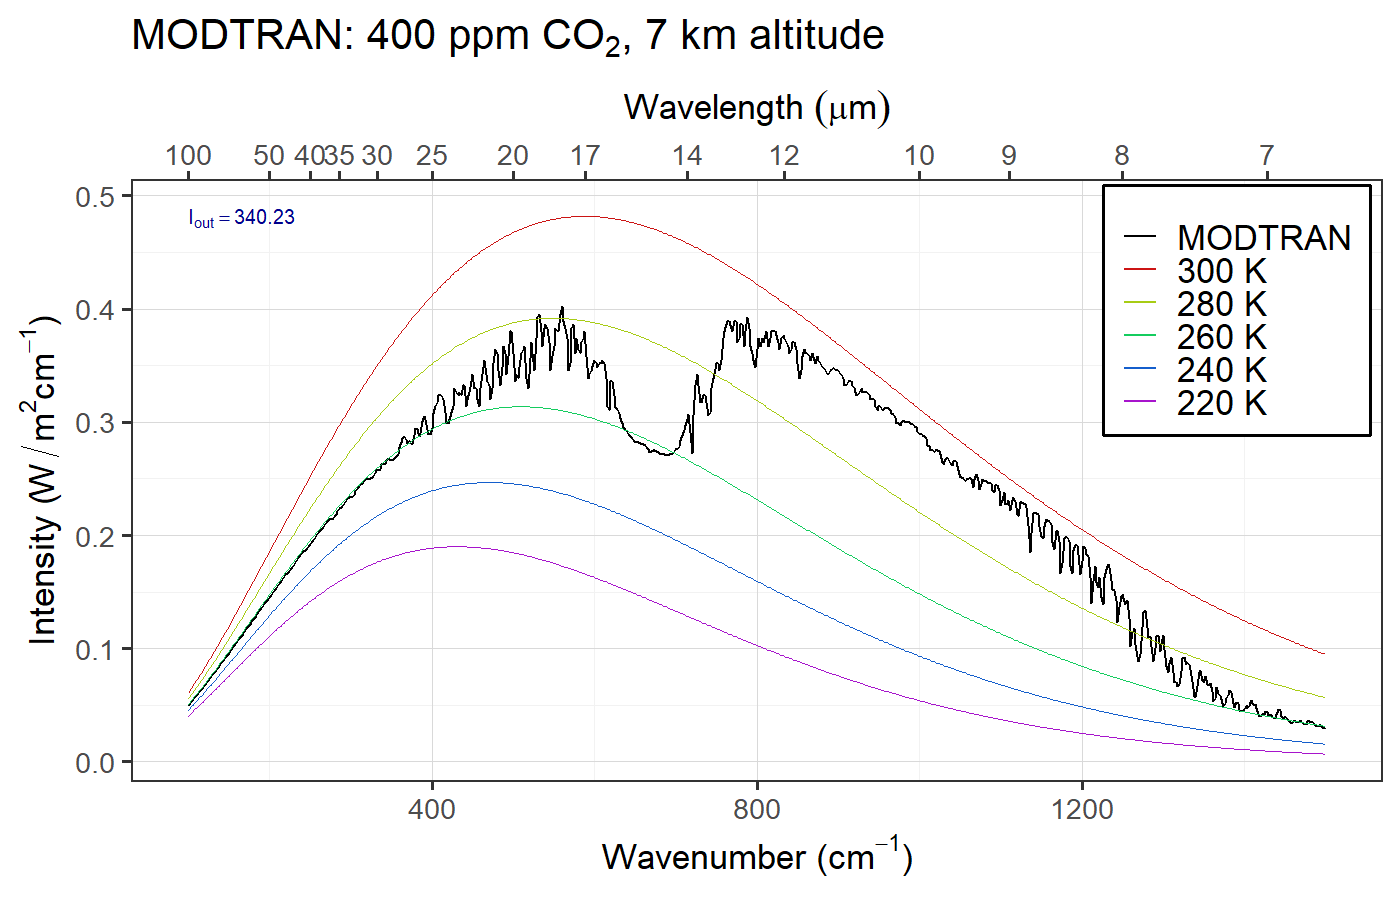 MODTRAN: 400 ppm CO₂, 7 km altitude
Wavelength (μm)
100 50 40 35 30 25 20 17 14 12 10 9 8 7
I_out = 340.23
MODTRAN
300 K
280 K
260 K
240 K
220 K
0.5
0.4
0.3
0.2
0.1
0.0
Intensity (W / m²cm⁻¹)
400 800 1200
Wavenumber (cm⁻¹)